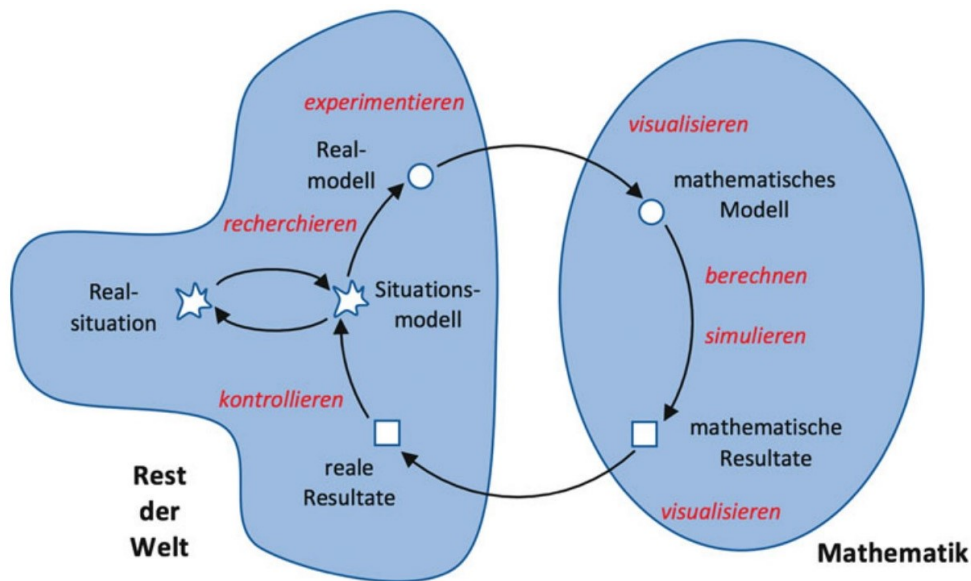 experimentieren
Real-
modell
recherchieren
Real-
situation
Situations-
modell
kontrollieren
reale
Resultate
Rest
der
Welt
visualisieren
mathematisches
Modell
berechnen
simulieren
mathematische
Resultate
visualisieren
Mathematik